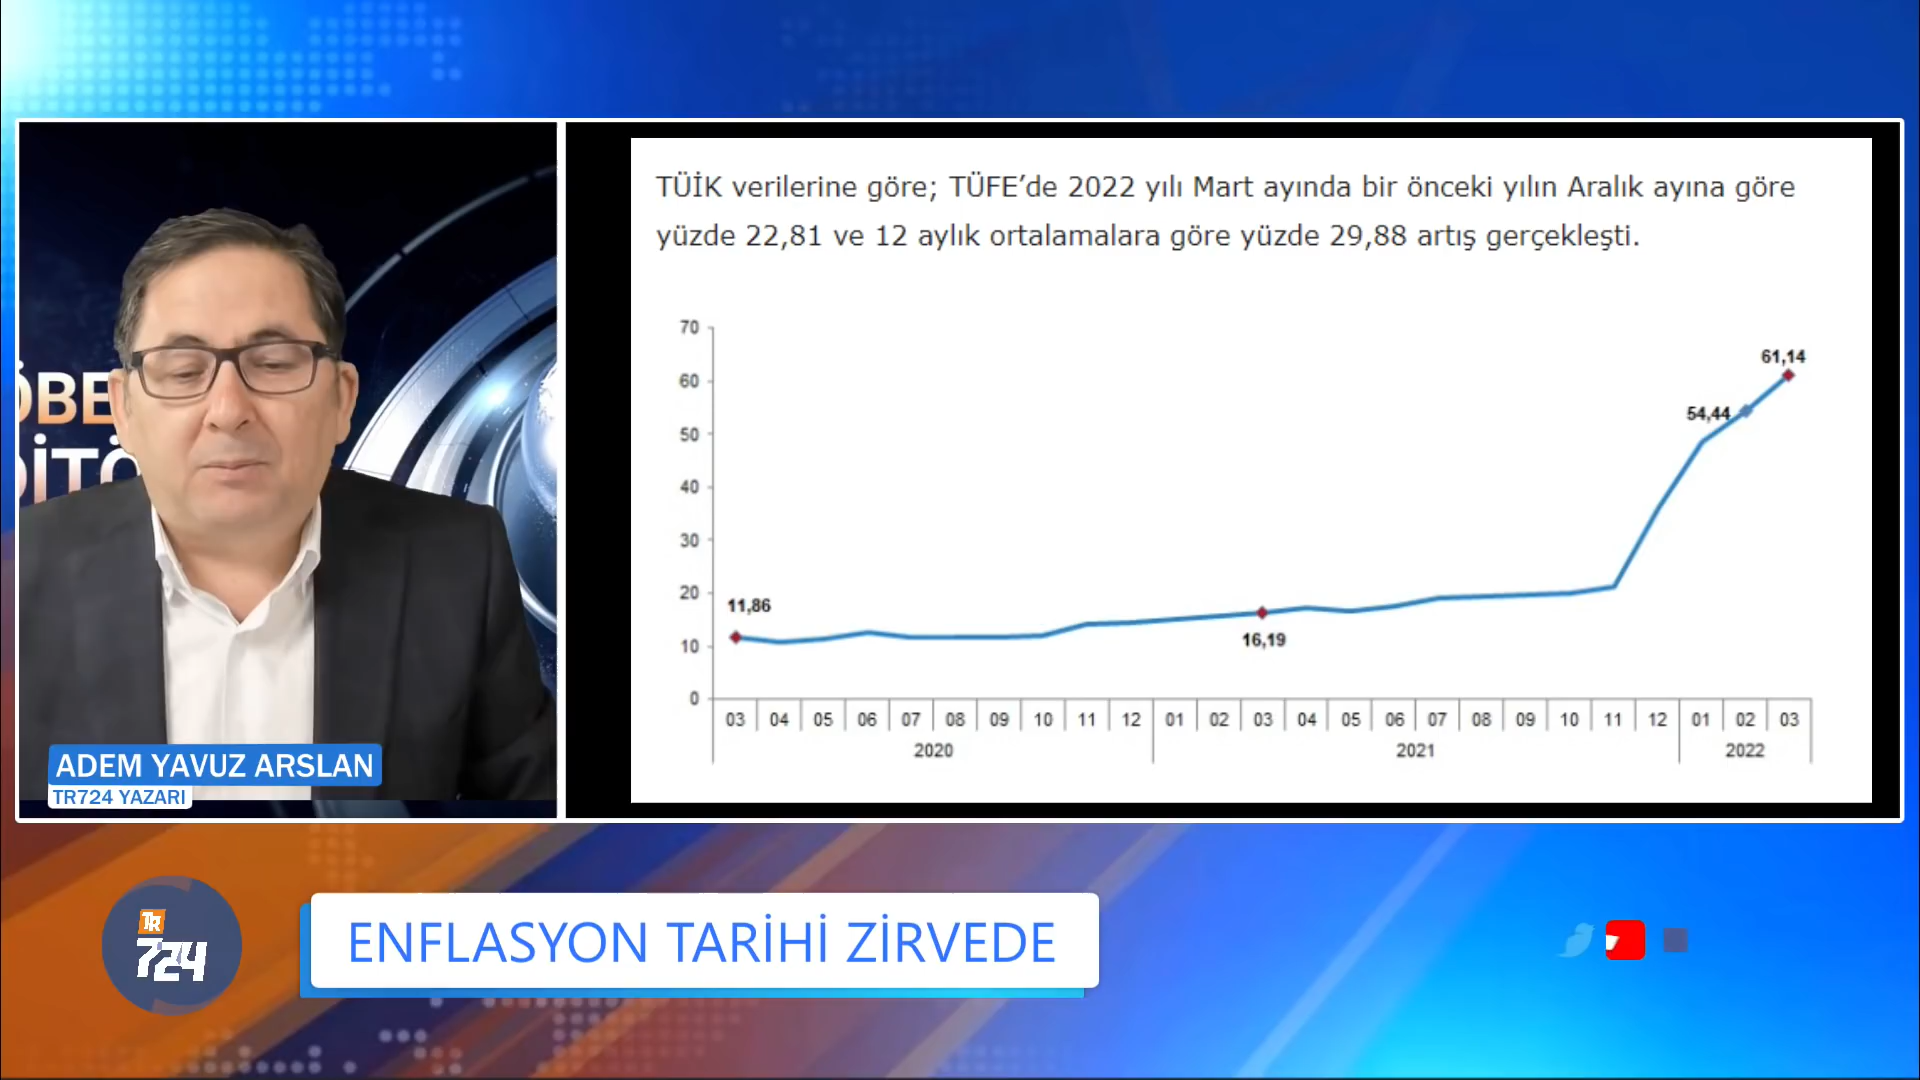 TÜİK verilerine göre; TÜFE’de 2022 yılı Mart ayında bir önceki yılın Aralık ayına göre
yüzde 22,81 ve 12 aylık ortalamalara göre yüzde 29,88 artış gerçekleşti.
70
60
50
40
30
20
10
0
11,86
16,19
54,44
61,14
03 04 05 06 07 08 09 10 11 12 01 02 03 04 05 06 07 08 09 10 11 12 01 02 03
2020 2021 2022
ÖBE
DİTÖ
ADEM YAVUZ ARSLAN
TR724 YAZARI
TR
724
ENFLASYON TARİHİ ZİRVEDE